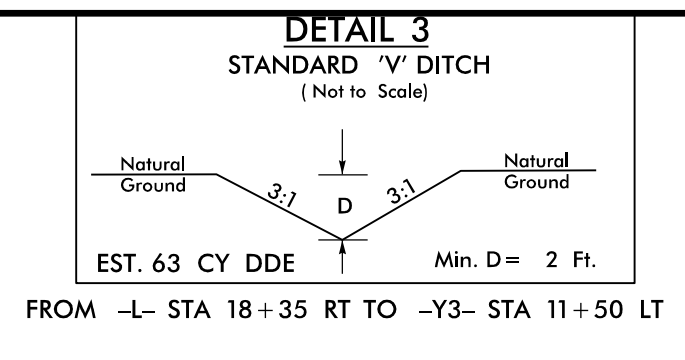 DETAIL 3
STANDARD 'V' DITCH
( Not to Scale)
Natural
Ground
3:1
D
3:1
Natural
Ground
EST. 63 CY DDE
Min. D= 2 Ft.
FROM -L- STA 18+35 RT TO -Y3- STA 11+50 LT